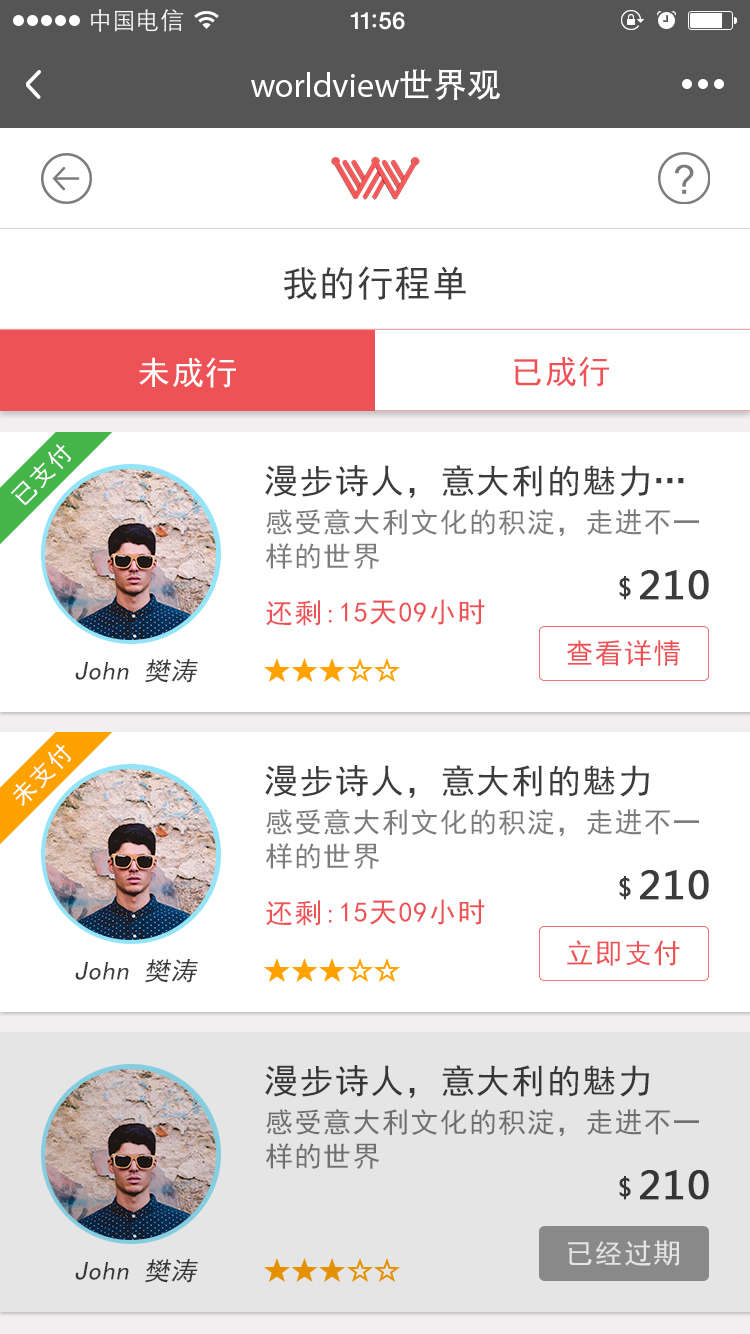 中国电信 11:56
worldview世界观
?
我的行程单
未成行 已成行
已支付
漫步诗人，意大利的魅力…
感受意大利文化的积淀，走进不一
样的世界
$210
还剩:15天09小时
查看详情
John 樊涛
未支付
漫步诗人，意大利的魅力
感受意大利文化的积淀，走进不一
样的世界
$210
还剩:15天09小时
立即支付
John 樊涛
漫步诗人，意大利的魅力
感受意大利文化的积淀，走进不一
样的世界
$210
已经过期
John 樊涛